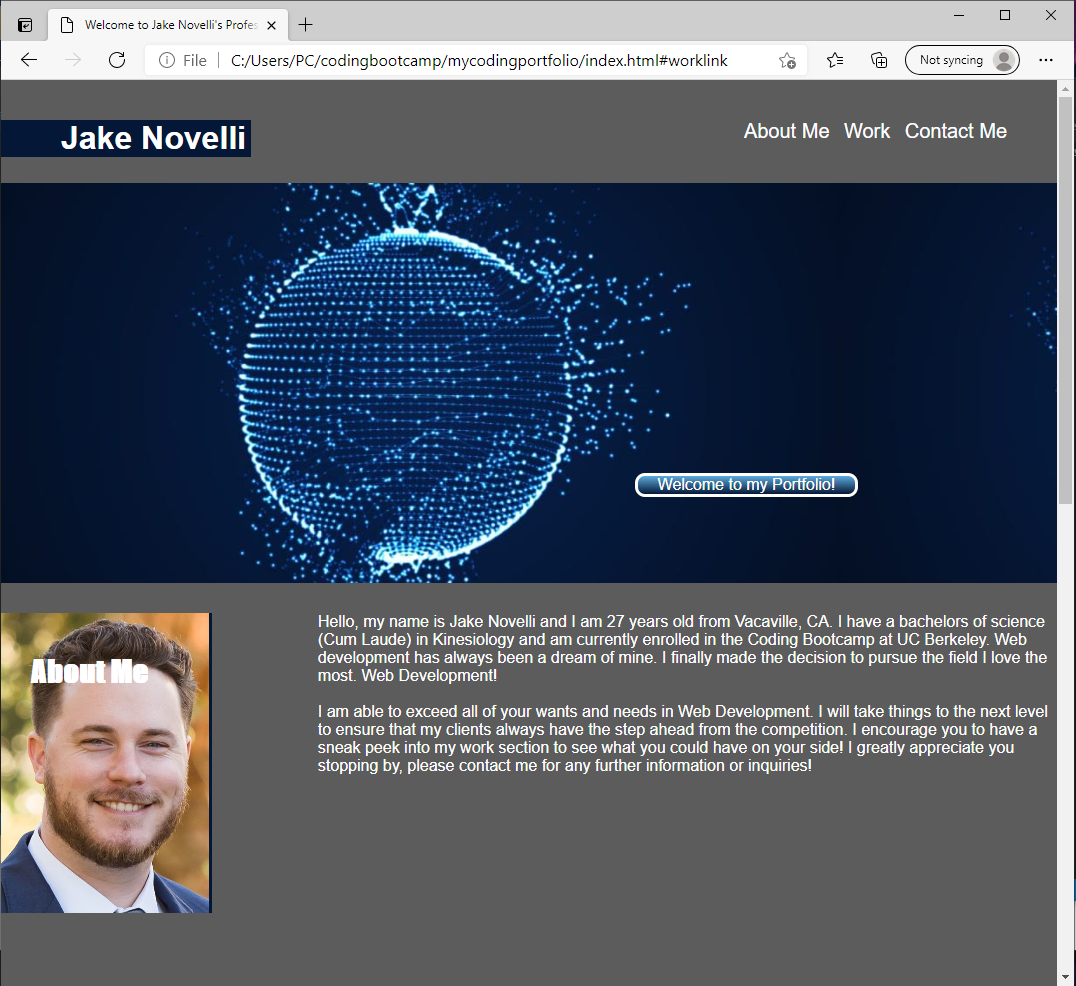 Welcome to Jake Novelli's Profes
File
C:/Users/PC/codingbootcamp/mycodingportfolio/index.html#worklink
Not syncing
Jake Novelli
About Me Work Contact Me
Welcome to my Portfolio!
About Me
Hello, my name is Jake Novelli and I am 27 years old from Vacaville, CA. I have a bachelors of science
(Cum Laude) in Kinesiology and am currently enrolled in the Coding Bootcamp at UC Berkeley. Web
development has always been a dream of mine. I finally made the decision to pursue the field I love the
most. Web Development!
I am able to exceed all of your wants and needs in Web Development. I will take things to the next level
to ensure that my clients always have the step ahead from the competition. I encourage you to have a
sneak peek into my work section to see what you could have on your side! I greatly appreciate you
stopping by, please contact me for any further information or inquiries!